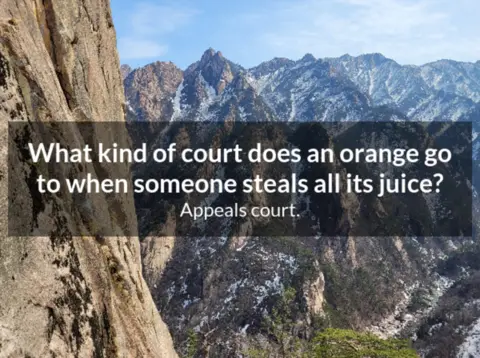 What kind of court does an orange go
to when someone steals all its juice?
Appeals court.